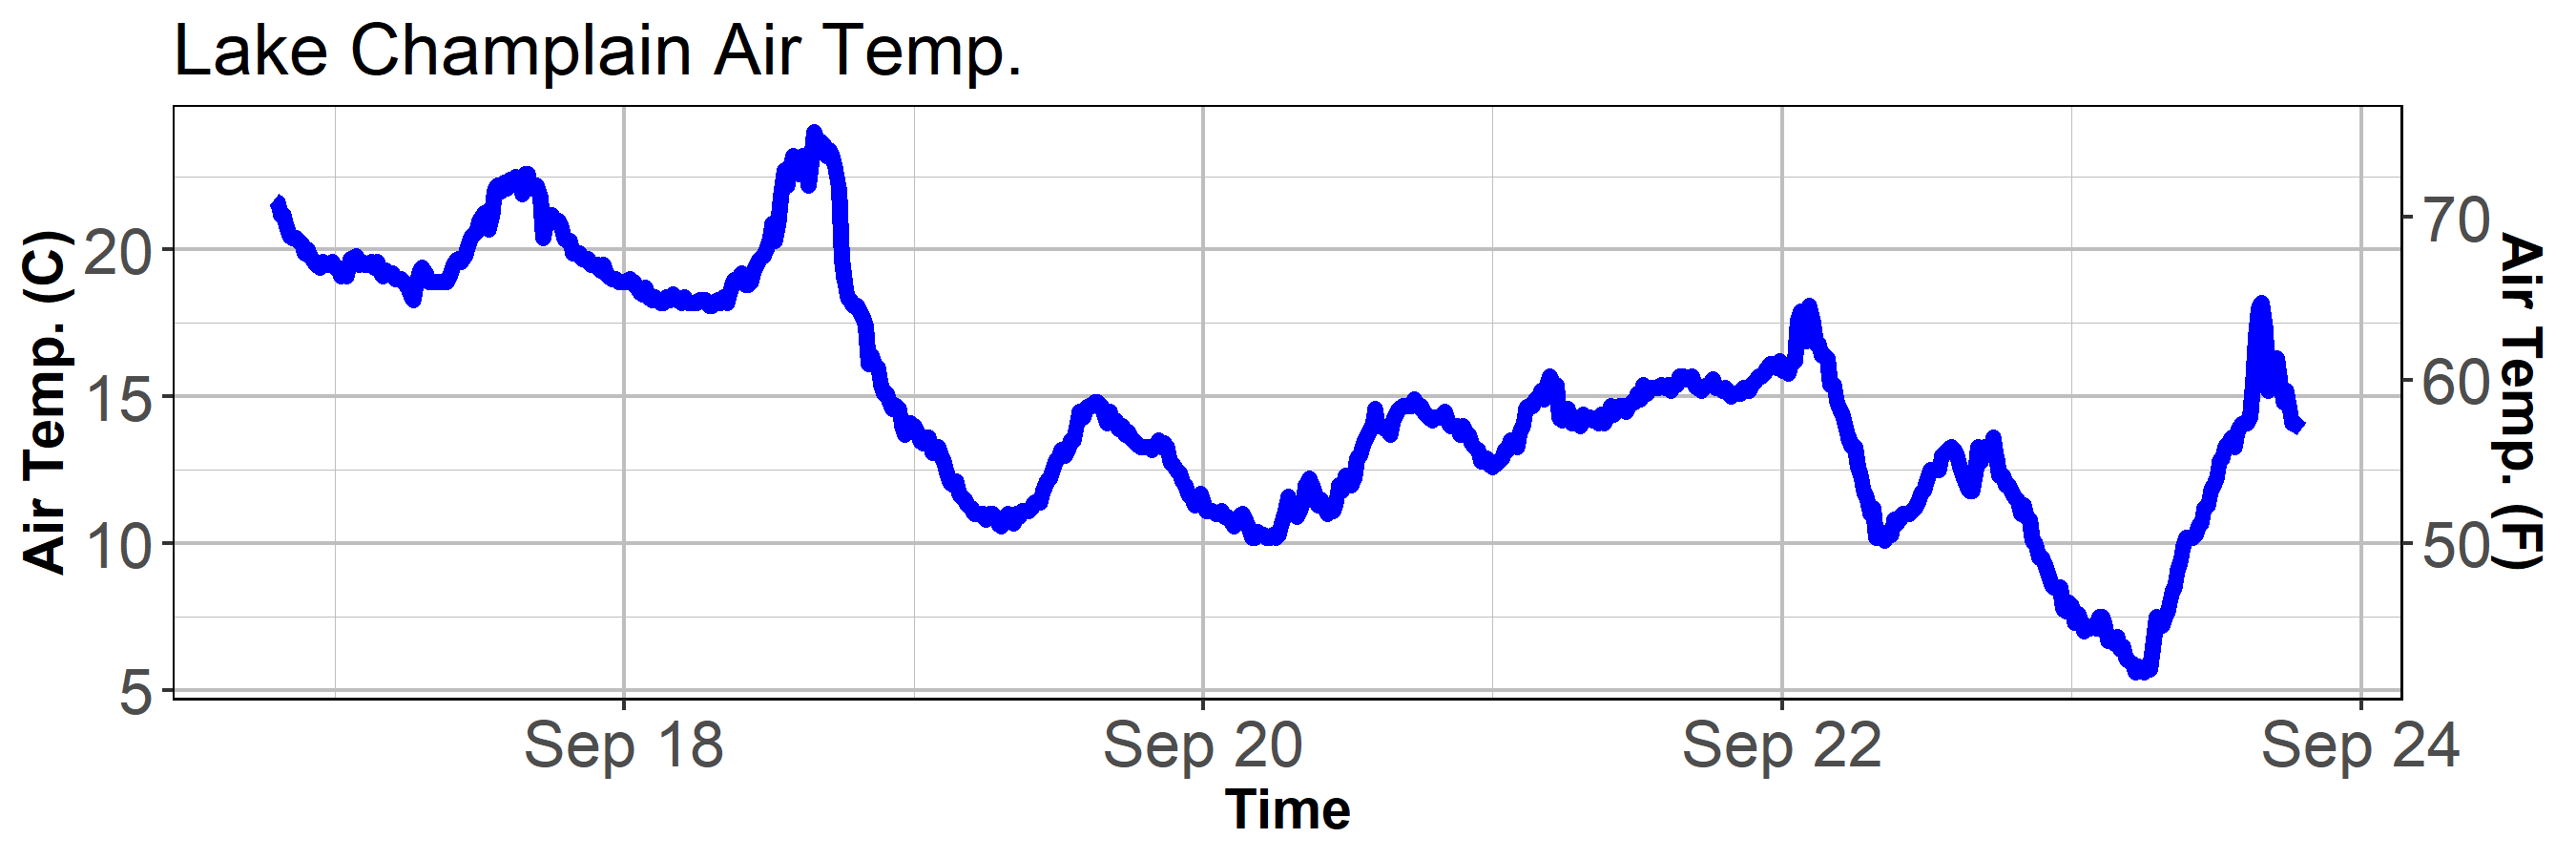 Lake Champlain Air Temp.
Air Temp. (C)
20
15
10
5
70
60
50
Air Temp. (F)
Sep 18
Sep 20
Sep 22
Sep 24
Time